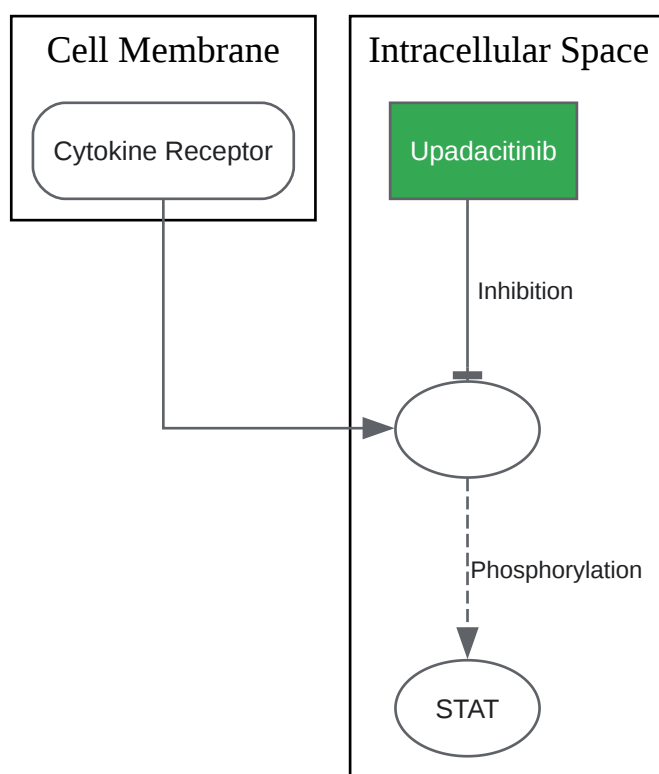 Cell Membrane
Intracellular Space
Cytokine Receptor
Upadacitinib
Inhibition
Phosphorylation
STAT